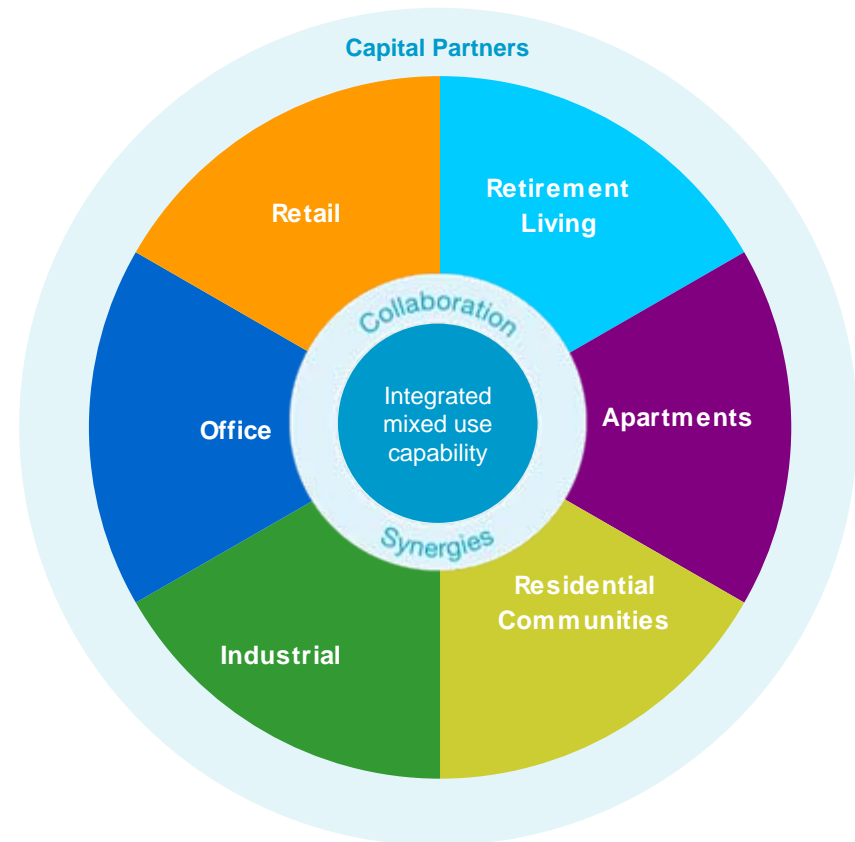 Capital Partners
Retail
Retirement
Living
Collaboration
Integrated
mixed use
capability
Office
Apartments
Synergies
Residential
Communities
Industrial